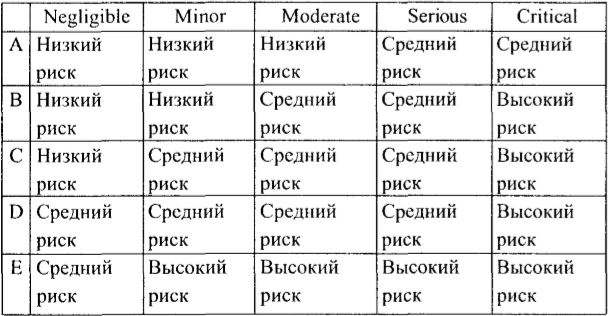 Negligible Minor Moderate Serious Critical
A Низкий Низкий Низкий Средний Средний
риск риск риск риск риск
B Низкий Низкий Средний Средний Высокий
риск риск риск риск риск
C Низкий Средний Средний Средний Высокий
риск риск риск риск риск
D Средний Средний Средний Средний Высокий
риск риск риск риск риск
E Средний Высокий Высокий Высокий Высокий
риск риск риск риск риск